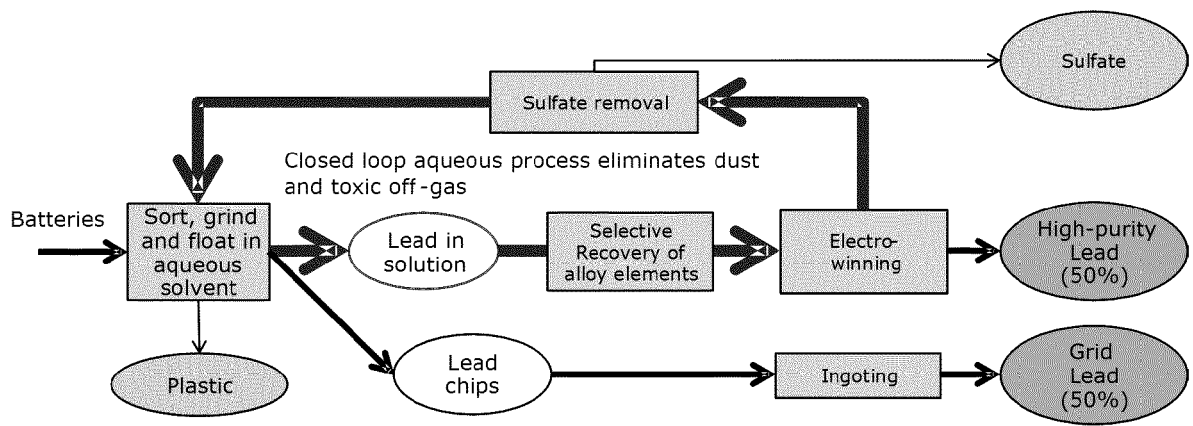 Sulfate
Sulfate removal
Closed loop aqueous process eliminates dust
and toxic off-gas
Batteries
Sort, grind
and float in
aqueous
solvent
Lead in
solution
Selective
Recovery of
alloy elements
Electro-
winning
High-purity
Lead
(50%)
Plastic
Lead
chips
Ingoting
Grid
Lead
(50%)